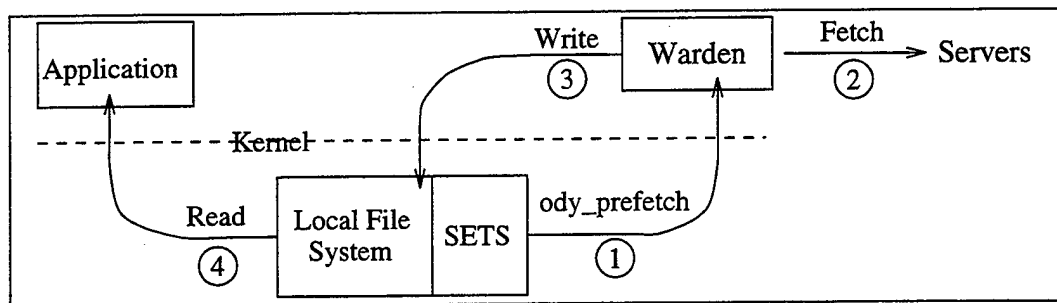 Application
Write
③
Warden
Fetch
②
Servers
Kernel
Read
④
Local File
System
SETS
ody_prefetch
①